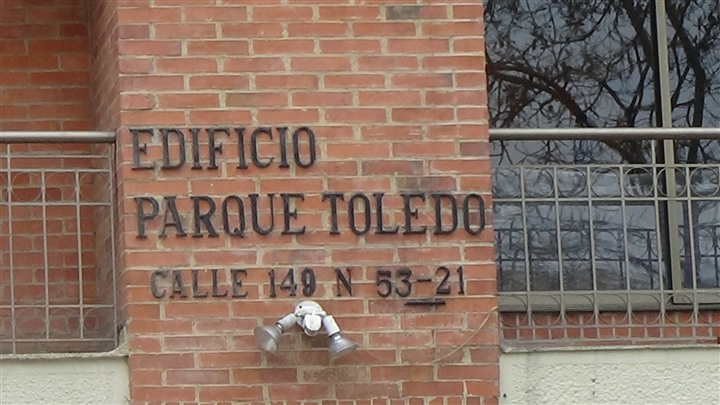 EDIFICIO
PARQUE TOLEDO
CALLE 149 N 53-21